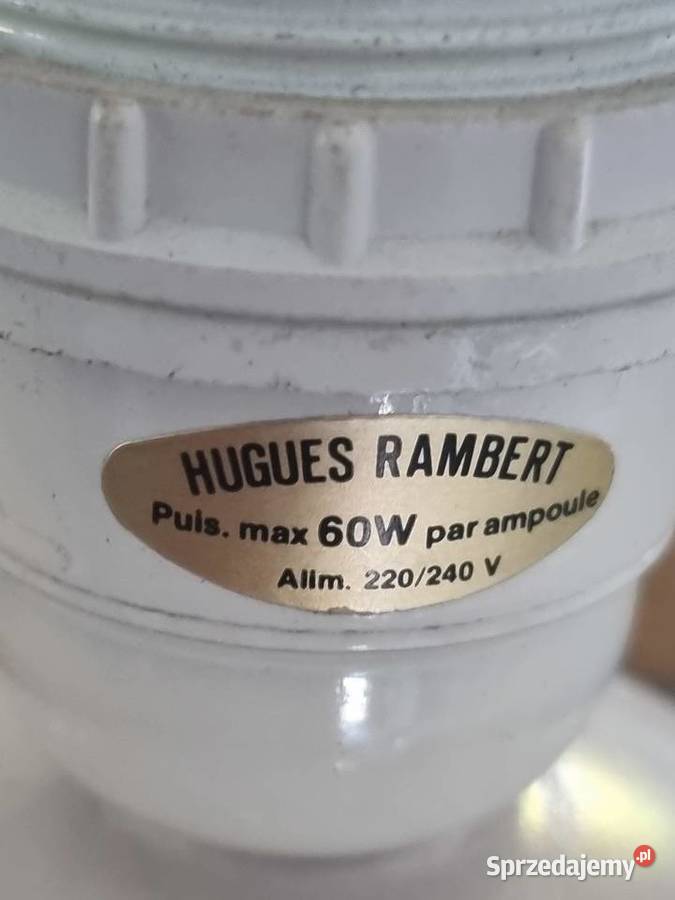 HUGUES RAMBERT
Puis. max 60W par ampoule
Alim. 220/240 V
Sprzedajemy.pl